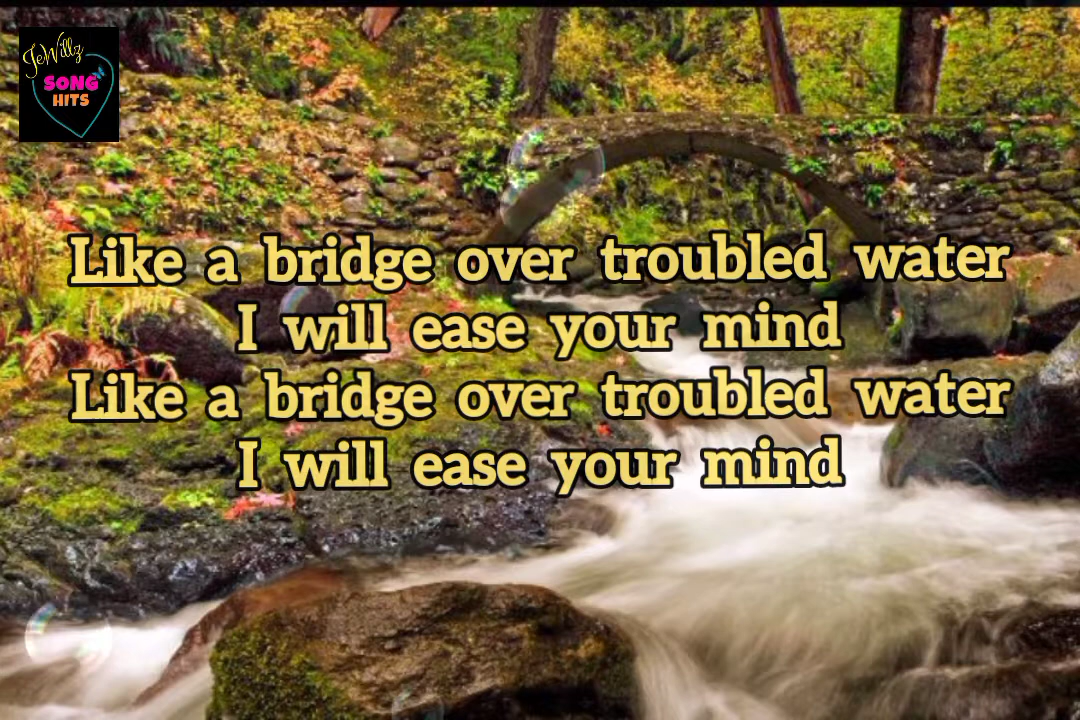 JeWillz
SONG
HITS
Like a bridge over troubled water
I will ease your mind
Like a bridge over troubled water
I will ease your mind